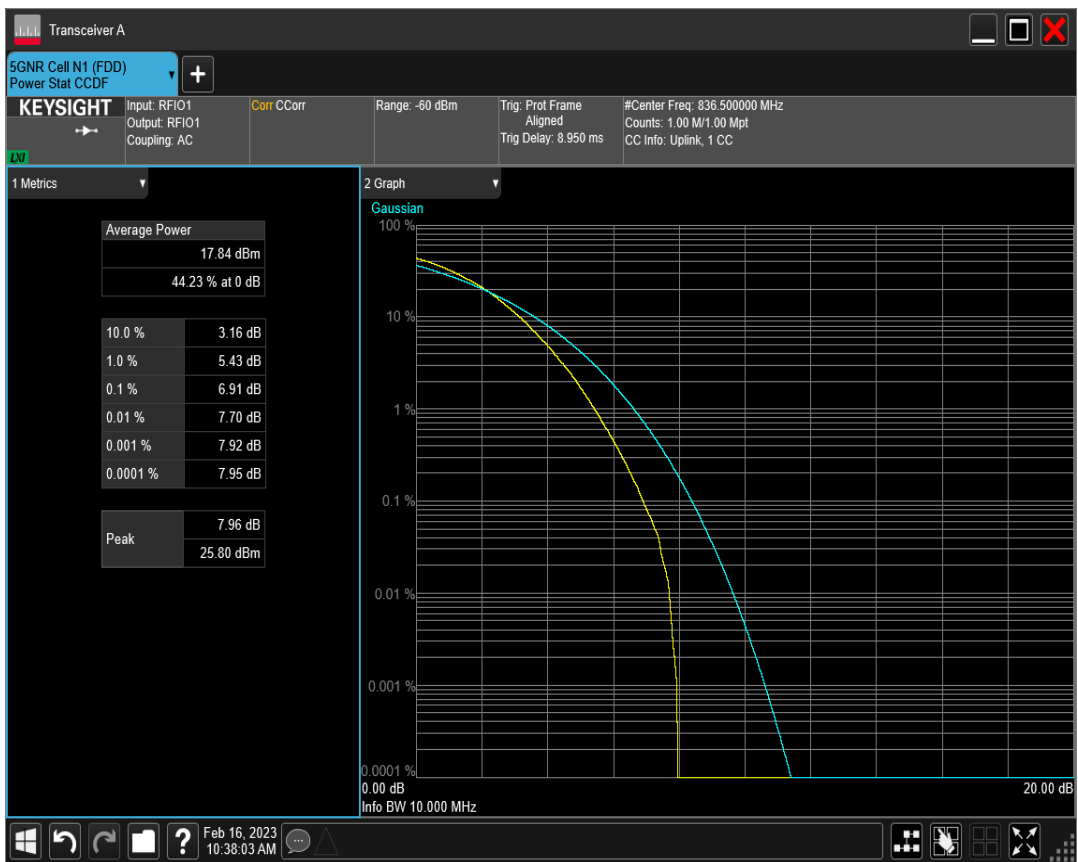 Transceiver A
5GNR Cell N1 (FDD)
Power Stat CCDF
+
KEYSIGHT
LXI
Input: RFIO1
Output: RFIO1
Coupling: AC
Corr CCorr
Range: -60 dBm
Trig: Prot Frame
Aligned
Trig Delay: 8.950 ms
#Center Freq: 836.500000 MHz
Counts: 1.00 M/1.00 Mpt
CC Info: Uplink, 1 CC
1 Metrics
Average Power
17.84 dBm
44.23 % at 0 dB
10.0 % 3.16 dB
1.0 % 5.43 dB
0.1 % 6.91 dB
0.01 % 7.70 dB
0.001 % 7.92 dB
0.0001 % 7.95 dB
Peak
7.96 dB
25.80 dBm
2 Graph
Gaussian
100 %
10 %
1 %
0.1 %
0.01 %
0.001 %
0.0001 %
0.00 dB 20.00 dB
Info BW 10.000 MHz
?
Feb 16, 2023
10:38:03 AM